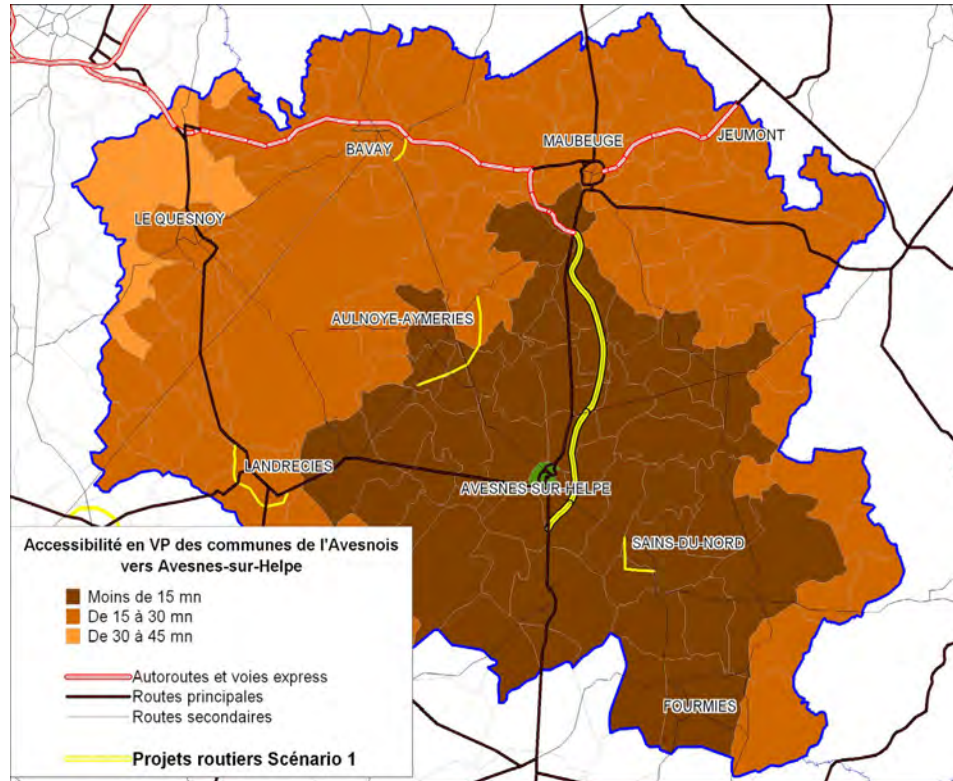 MAUBEUGE
JEUMONT
BAVAY
LE QUESNOY
AULNOYE-AYMERIES
LANDRECIES
AVESNES-SUR-HELPE
SAINS-DU-NORD
FOURMIES
Accessibilité en VP des communes de l'Avesnois
vers Avesnes-sur-Helpe
Moins de 15 mn
De 15 à 30 mn
De 30 à 45 mn
Autoroutes et voies express
Routes principales
Routes secondaires
Projets routiers Scénario 1